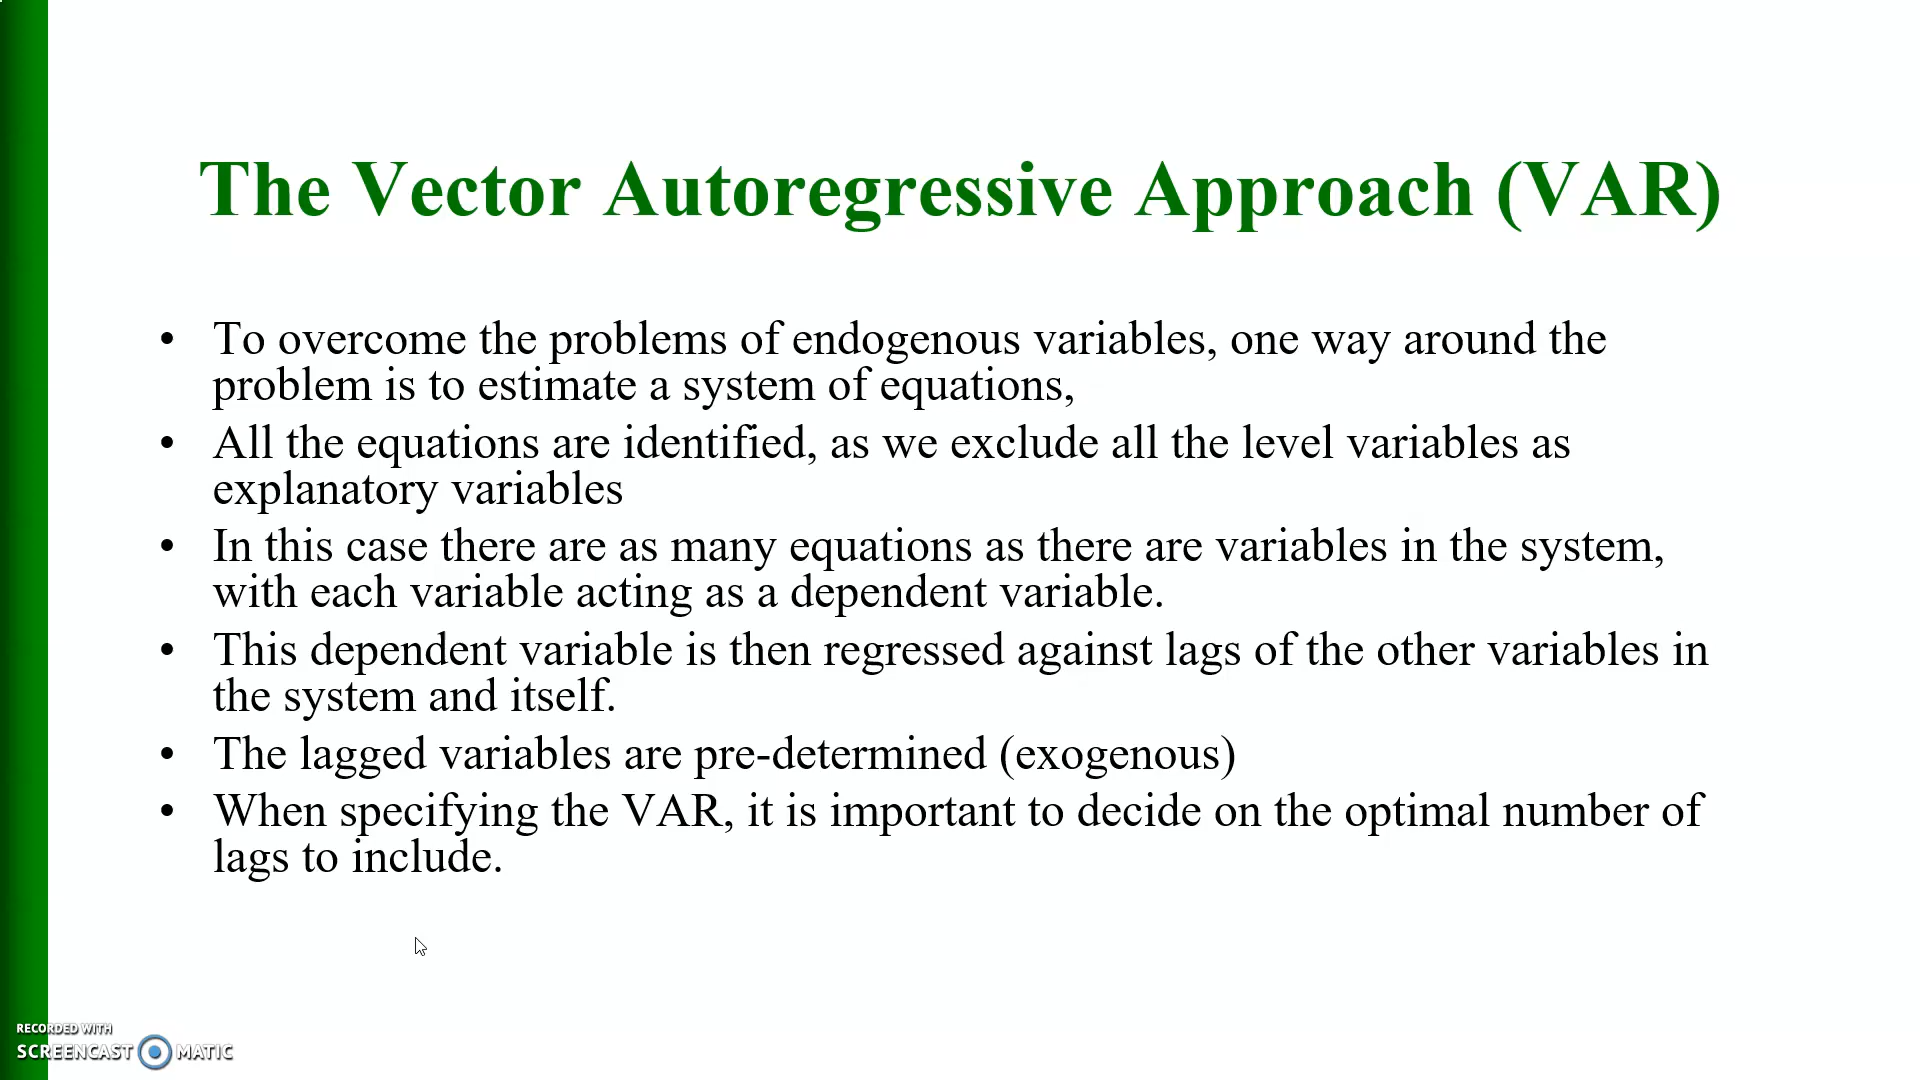 The Vector Autoregressive Approach (VAR)
• To overcome the problems of endogenous variables, one way around the
problem is to estimate a system of equations,
• All the equations are identified, as we exclude all the level variables as
explanatory variables
• In this case there are as many equations as there are variables in the system,
with each variable acting as a dependent variable.
• This dependent variable is then regressed against lags of the other variables in
the system and itself.
• The lagged variables are pre-determined (exogenous)
• When specifying the VAR, it is important to decide on the optimal number of
lags to include.
RECORDED WITH
SCREENCAST MATIC